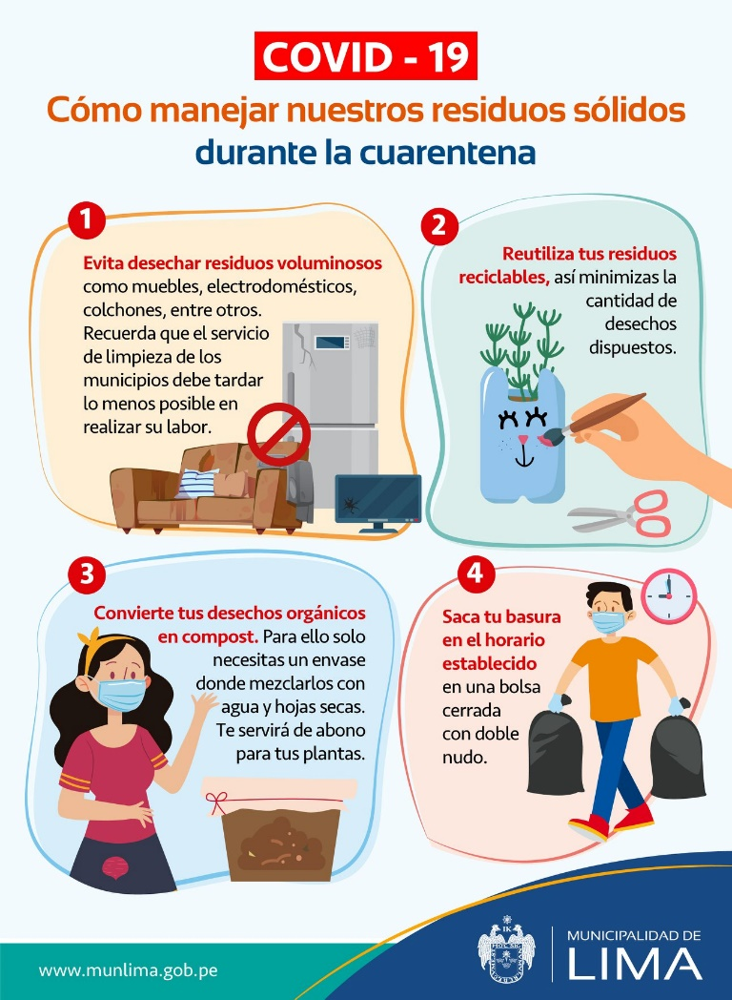 COVID - 19
Cómo manejar nuestros residuos sólidos
durante la cuarentena
1
Evita desechar residuos voluminosos
como muebles, electrodomésticos,
colchones, entre otros.
Recuerda que el servicio
de limpieza de los
municipios debe tardar
lo menos posible en
realizar su labor.
2
Reutiliza tus residuos
reciclables, así minimizas la
cantidad de
desechos
dispuestos.
3
Convierte tus desechos orgánicos
en compost. Para ello solo
necesitas un envase
donde mezclarlos con
agua y hojas secas.
Te servirá de abono
para tus plantas.
4
Saca tu basura
en el horario
establecido
en una bolsa
cerrada
con doble
nudo.
www.munlima.gob.pe
IK
MUNICIPALIDAD DE
LIMA